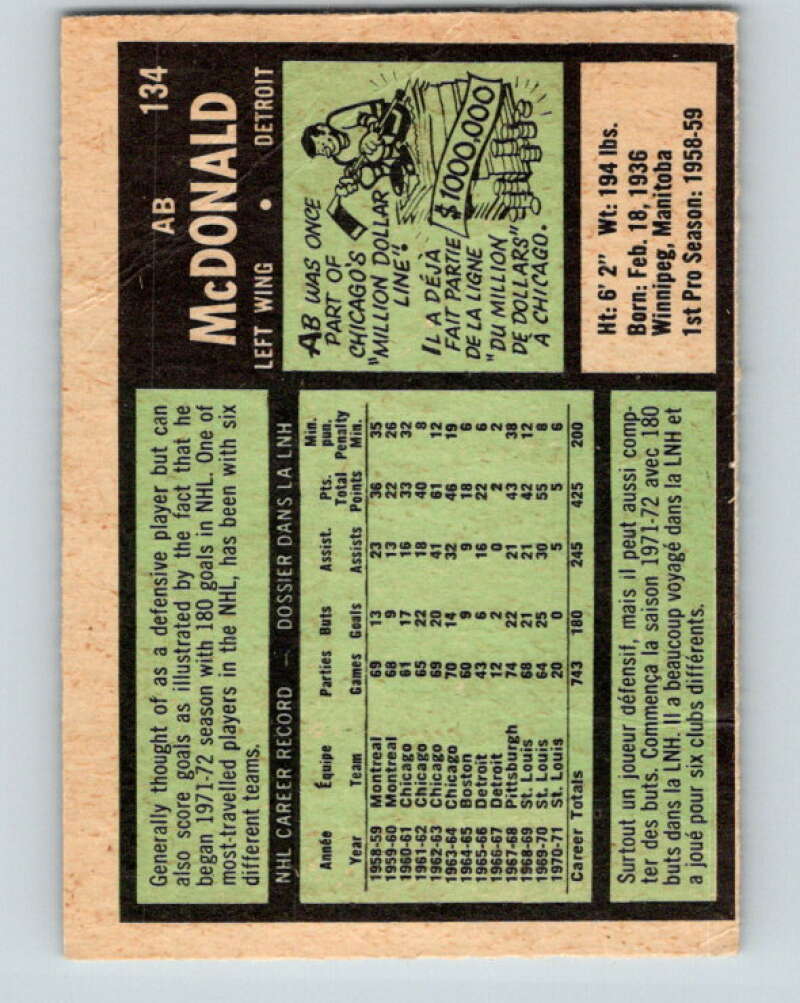 134
AB
McDONALD
LEFT WING • DETROIT
Generally thought of as a defensive player but can
also score goals as illustrated by the fact that he
began 1971-72 season with 180 goals in NHL. One of
most-travelled players in the NHL, has been with six
different teams.
AB WAS ONCE
PART OF
CHICAGO'S
"MILLION DOLLAR
LINE"!
IL A DÉJÀ
FAIT PARTIE
DE LA LIGNE
"DU MILLION
DE DOLLARS"
A CHICAGO.
$1000,000
NHL CAREER RECORD — DOSSIER DANS LA LNH
Année Équipe Parties Buts Assist. Pts. Total Min. pun.
Year Team Games Goals Assists Points Penalty Min.
1958-59 Montreal 69 13 23 36 35
1959-60 Montreal 68 9 13 22 26
1960-61 Chicago 61 17 16 33 32
1961-62 Chicago 65 22 18 40 8
1962-63 Chicago 69 20 41 61 12
1963-64 Chicago 70 14 32 46 19
1964-65 Boston 60 9 9 18 6
1965-66 Detroit 43 6 16 22 6
1966-67 Detroit 12 2 0 2 2
1967-68 Pittsburgh 74 22 21 43 38
1968-69 St. Louis 68 21 21 42 12
1969-70 St. Louis 64 25 30 55 8
1970-71 St. Louis 20 0 5 5 6
Career Totals 743 180 245 425 200
Ht: 6' 2" Wt: 194 lbs.
Born: Feb. 18, 1936
Winnipeg, Manitoba
1st Pro Season: 1958-59
Surtout un joueur défensif, mais il peut aussi comp-
ter des buts. Commença la saison 1971-72 avec 180
buts dans la LNH. Il a beaucoup voyagé dans la LNH et
a joué pour six clubs différents.